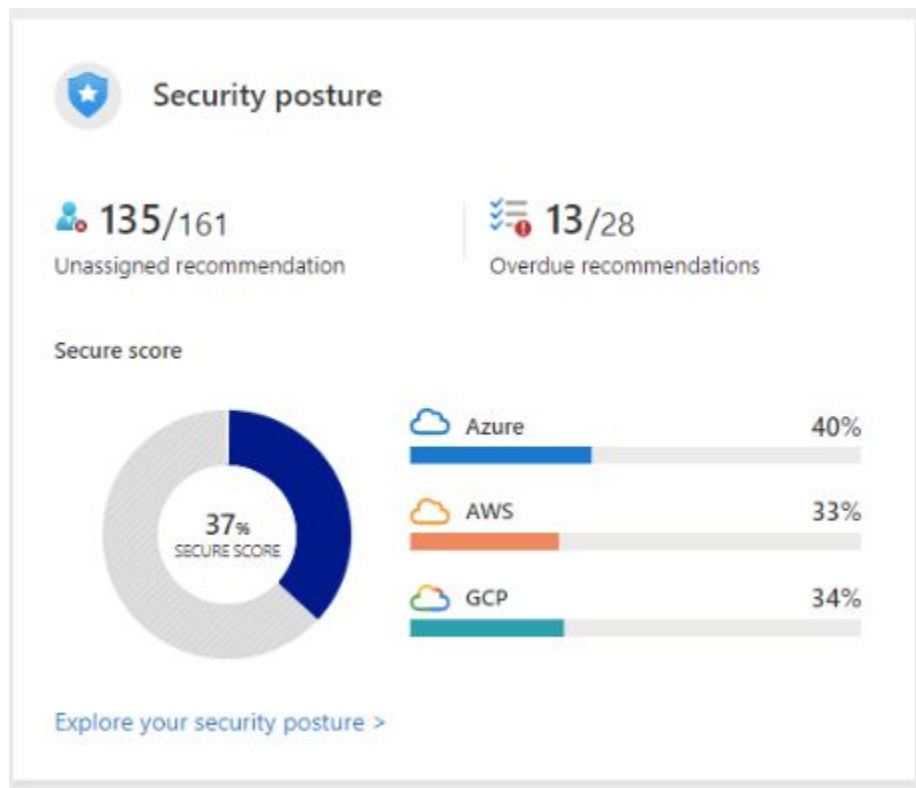 Security posture
135/161
Unassigned recommendation
13/28
Overdue recommendations
Secure score
37%
SECURE SCORE
Azure 40%
AWS 33%
GCP 34%
Explore your security posture >